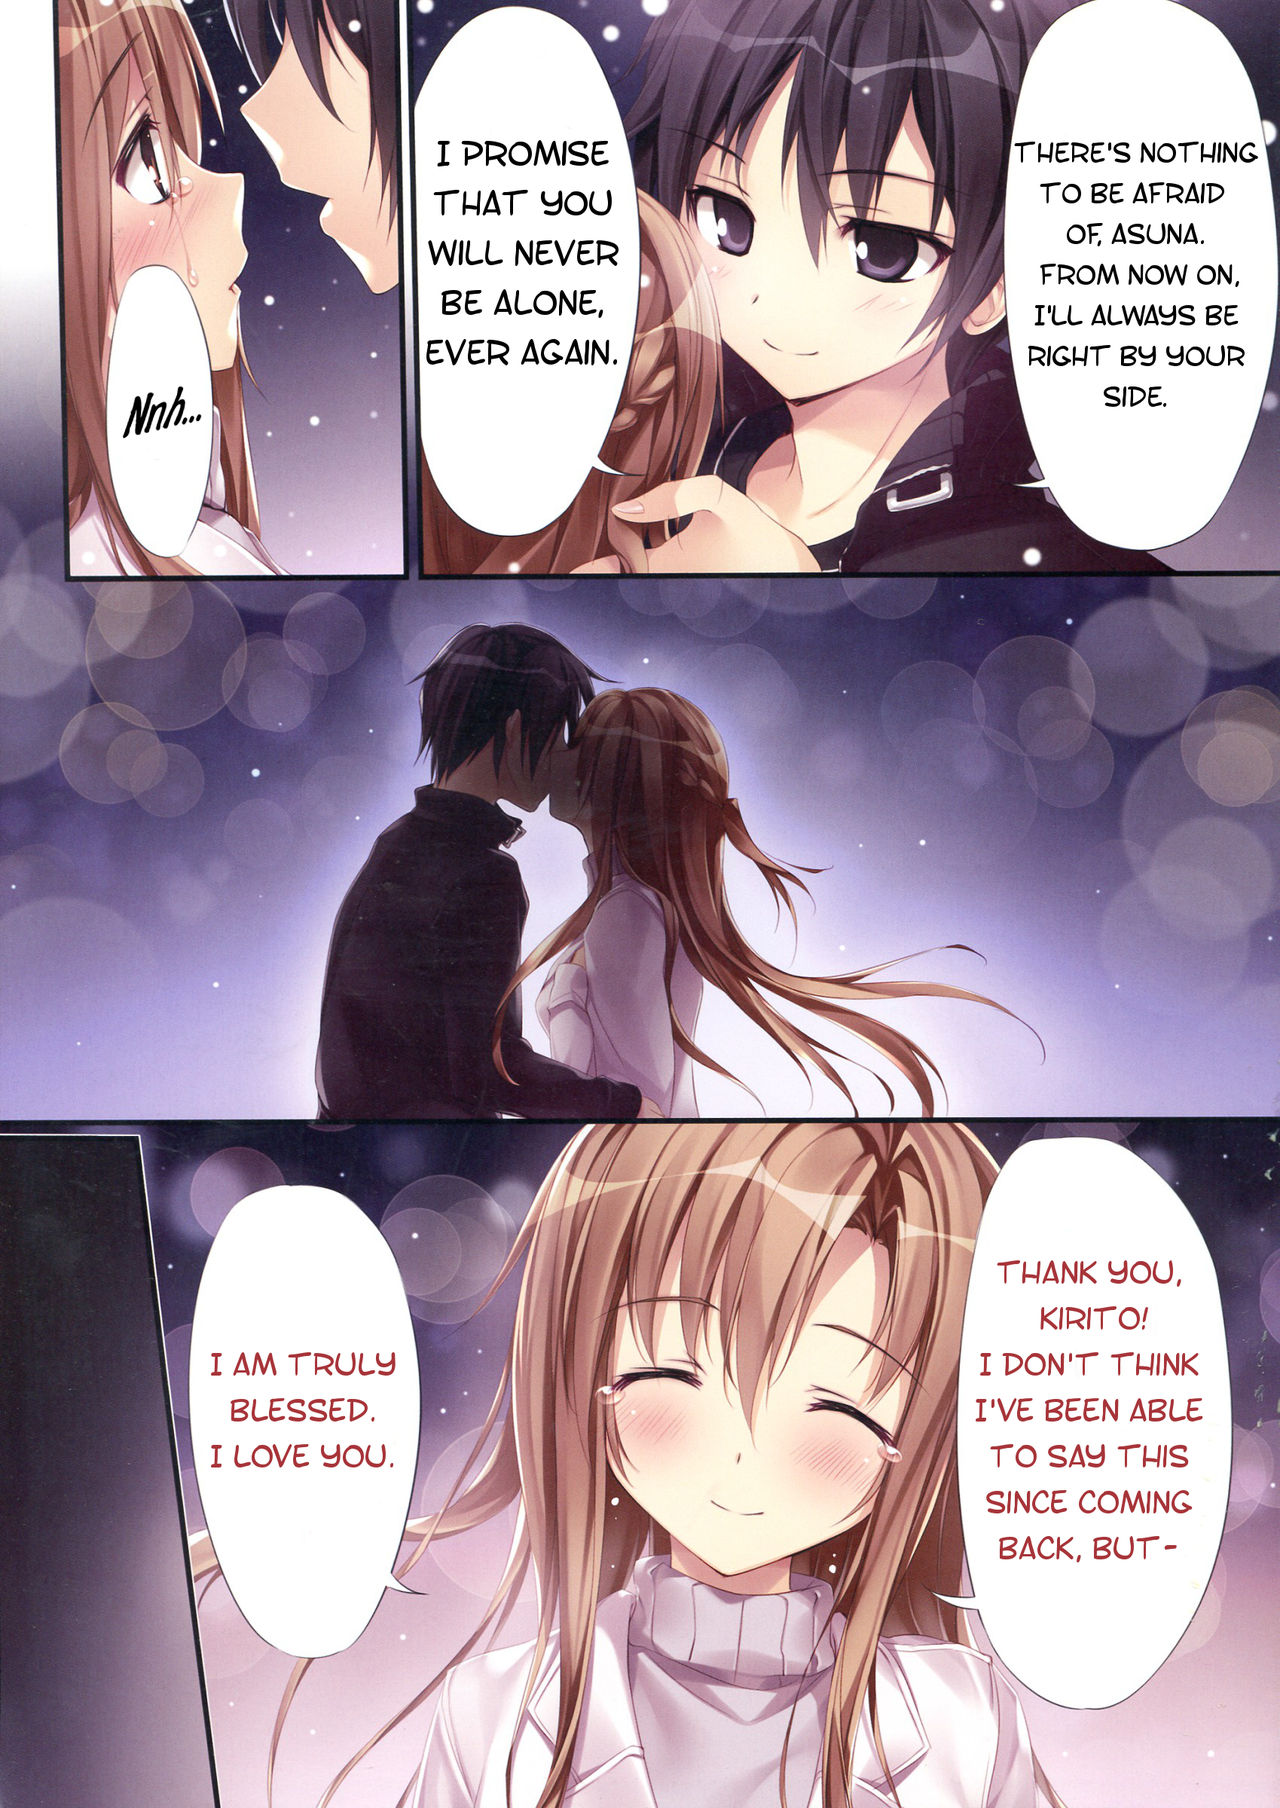 THERE'S NOTHING
TO BE AFRAID
OF, ASUNA.
FROM NOW ON,
I'LL ALWAYS BE
RIGHT BY YOUR
SIDE.
I PROMISE
THAT YOU
WILL NEVER
BE ALONE,
EVER AGAIN.
Nnh...
THANK YOU,
KIRITO!
I DON'T THINK
I'VE BEEN ABLE
TO SAY THIS
SINCE COMING
BACK, BUT-
I AM TRULY
BLESSED.
I LOVE YOU.